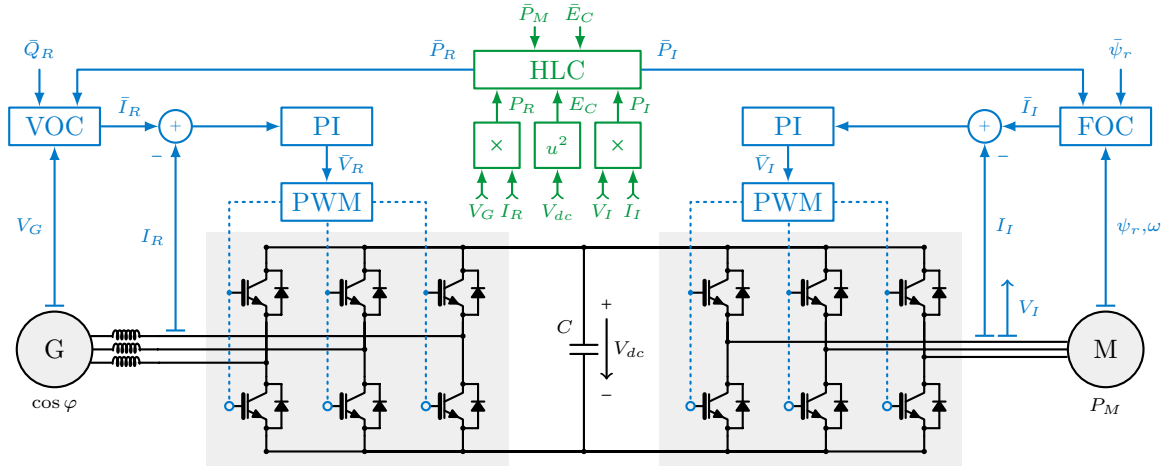 P̄_M Ē_C
Q̄_R P̄_R HLC P̄_I ψ̄_r
VOC Ī_R + − PI P_R E_C P_I PI + − Ī_I FOC
× u² ×
V̄_R V̄_I
PWM V_G I_R V_dc V_I I_I PWM
V_G I_R I_I ψ_r, ω
V_I
G C + V_dc − M
cos φ P_M